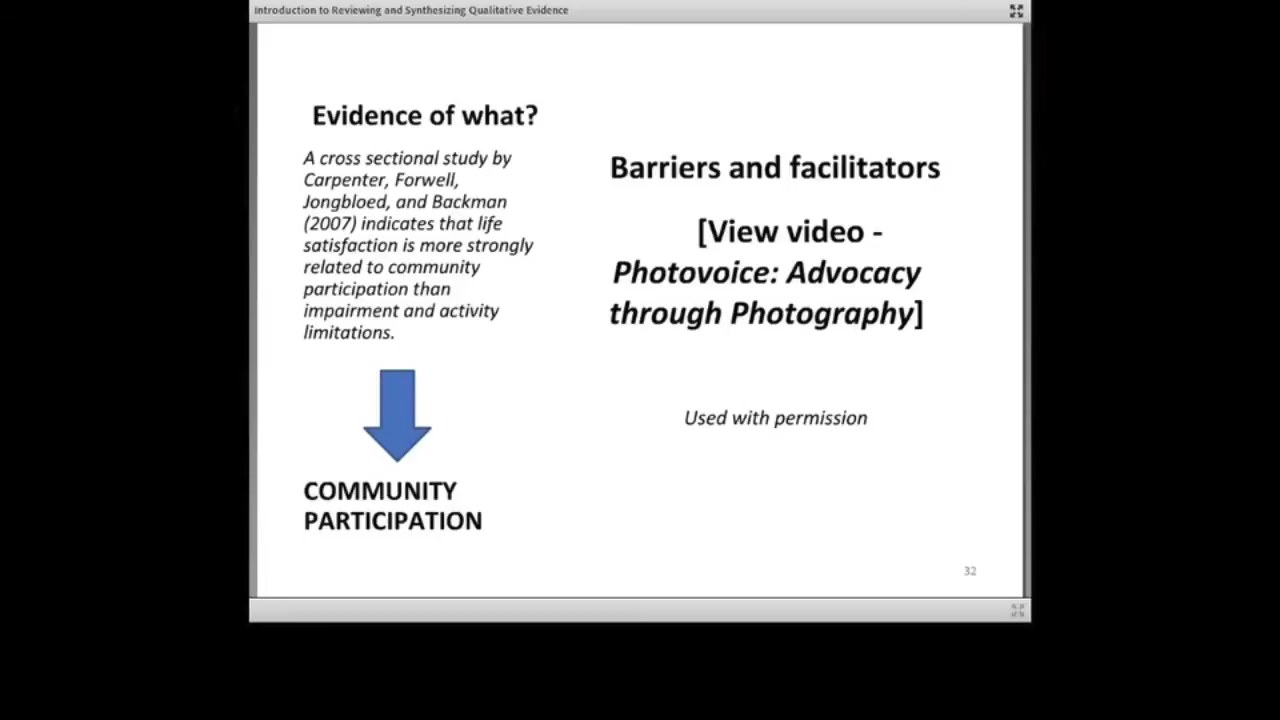 Introduction to Reviewing and Synthesizing Qualitative Evidence
Evidence of what?
A cross sectional study by
Carpenter, Forwell,
Jongbloed, and Backman
(2007) indicates that life
satisfaction is more strongly
related to community
participation than
impairment and activity
limitations.
COMMUNITY
PARTICIPATION
Barriers and facilitators
[View video -
Photovoice: Advocacy
through Photography]
Used with permission
32